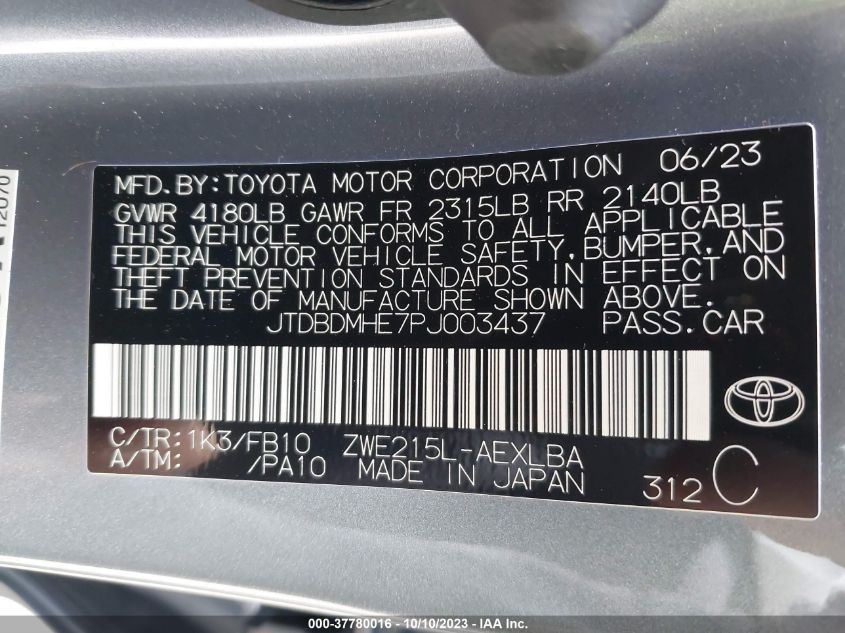 MFD.BY:TOYOTA MOTOR CORPORATION 06/23
GVWR 4180LB GAWR FR 2315LB RR 2140LB
THIS VEHICLE CONFORMS TO ALL APPLICABLE
FEDERAL MOTOR VEHICLE SAFETY,BUMPER,AND
THEFT PREVENTION STANDARDS IN EFFECT ON
THE DATE OF MANUFACTURE SHOWN ABOVE.
JTDBDMHE7PJ003437 PASS.CAR
C/TR:1K3/FB10 ZWE215L-AEXLBA
A/TM: /PA10 MADE IN JAPAN
312 C
12070
000-37780016 - 10/10/2023 - IAA Inc.